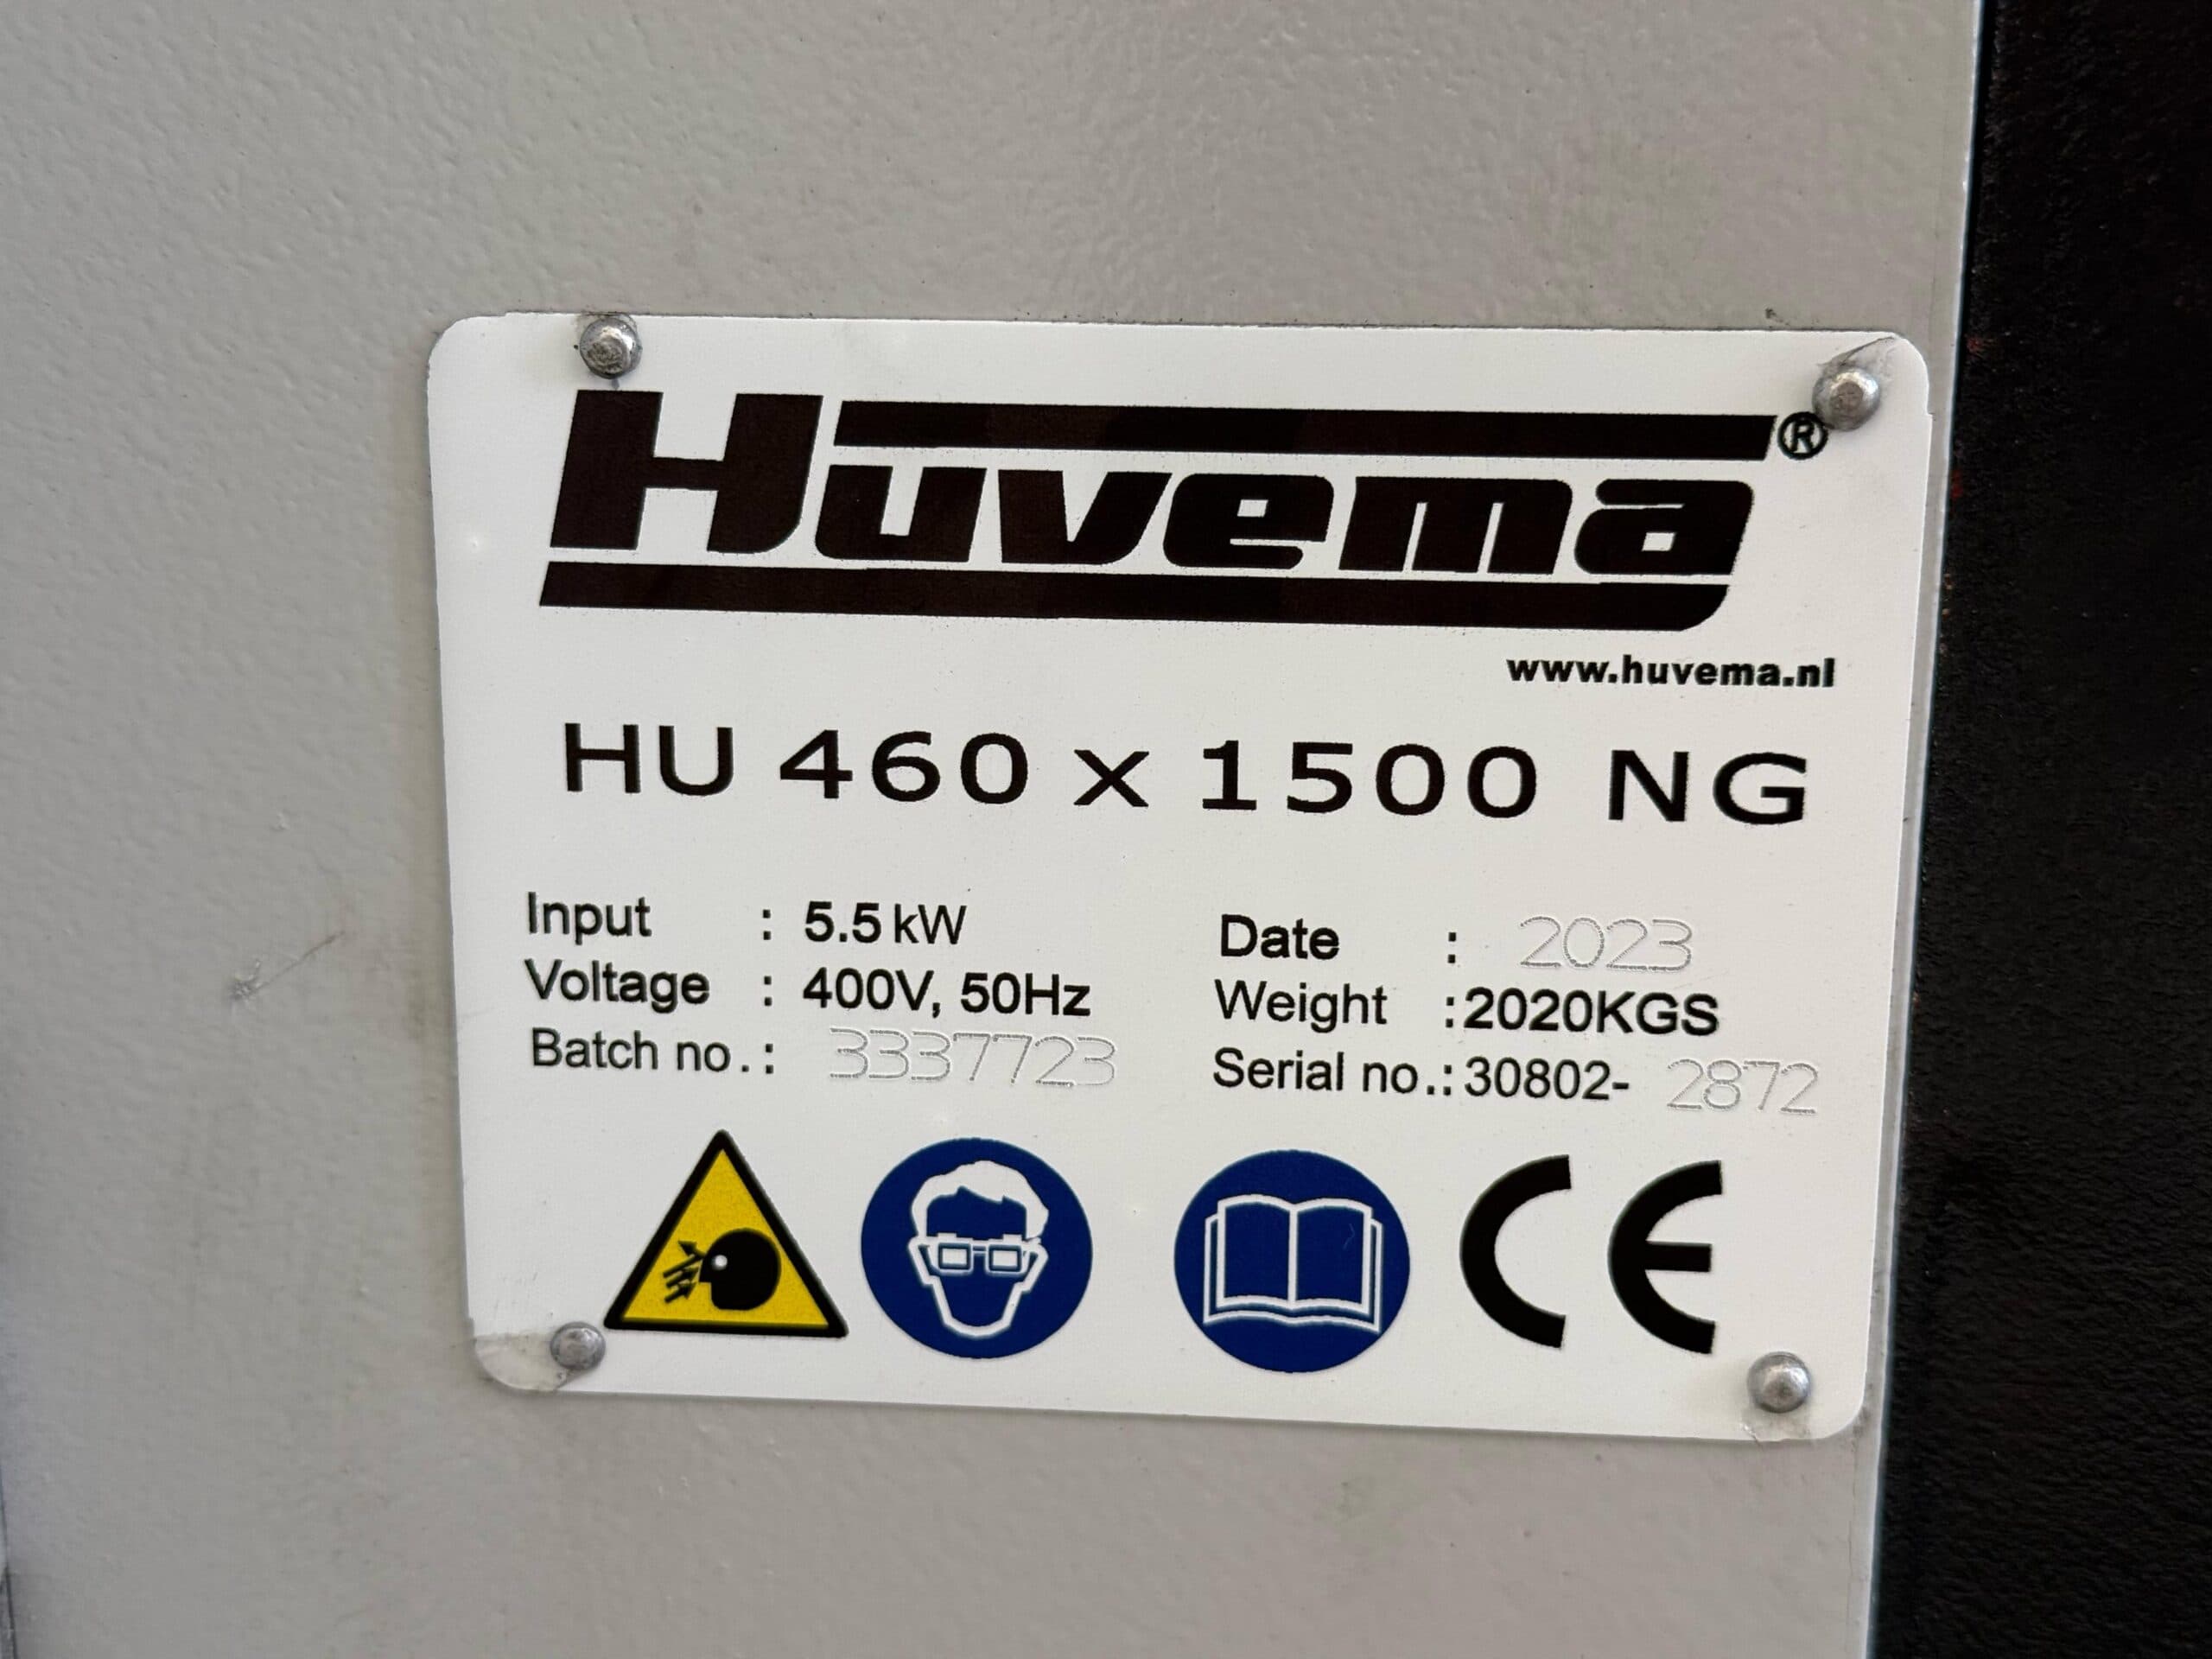 Huvema®
www.huvema.nl
HU 460 x 1500 NG
Input : 5.5 kW
Voltage : 400V, 50Hz
Batch no. : 3337723
Date : 2023
Weight :2020KGS
Serial no.:30802- 2872
CE